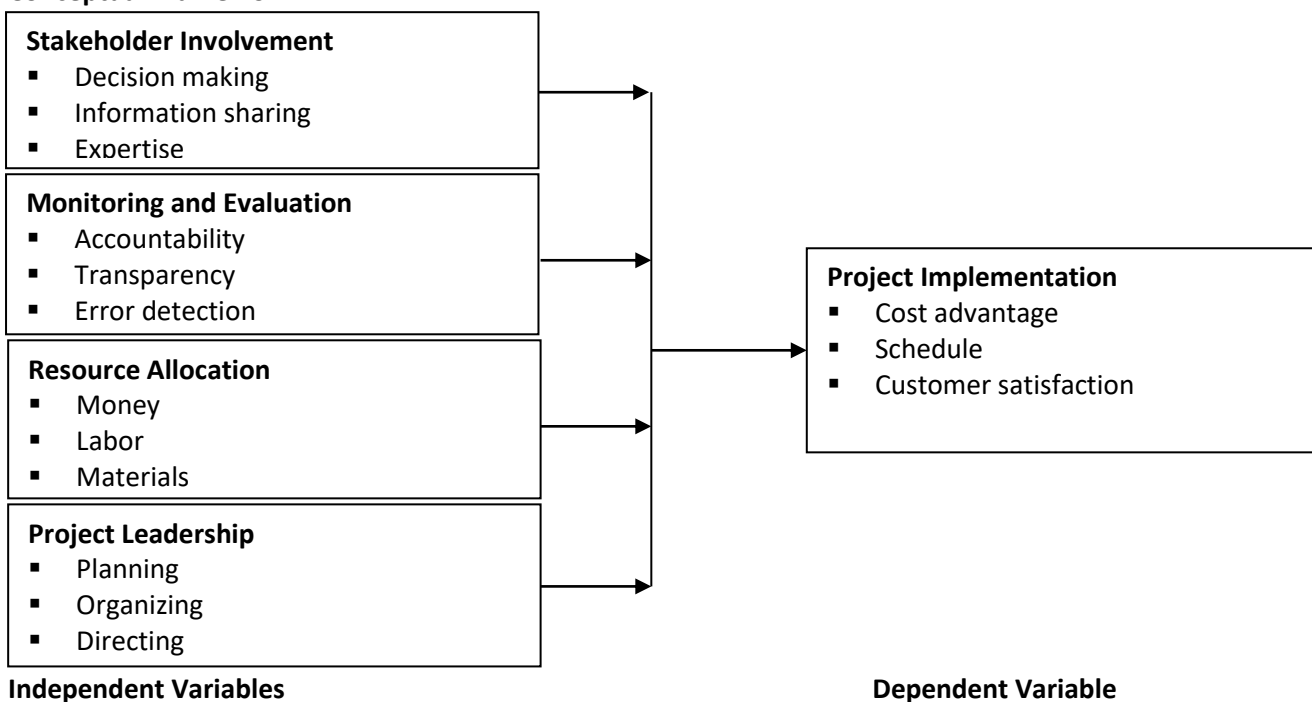 Stakeholder Involvement
▪ Decision making
▪ Information sharing
▪ Expertise
Monitoring and Evaluation
▪ Accountability
▪ Transparency
▪ Error detection
Resource Allocation
▪ Money
▪ Labor
▪ Materials
Project Leadership
▪ Planning
▪ Organizing
▪ Directing
Project Implementation
▪ Cost advantage
▪ Schedule
▪ Customer satisfaction
Independent Variables
Dependent Variable